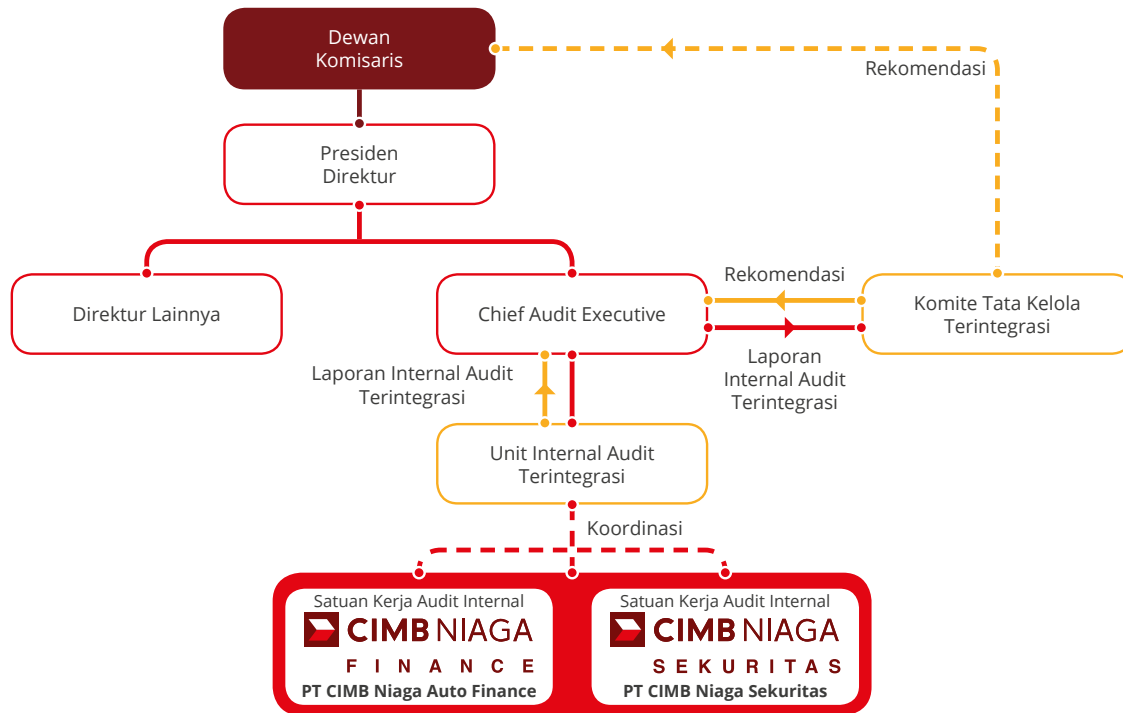 Dewan
Komisaris
Rekomendasi
Presiden
Direktur
Direktur Lainnya
Chief Audit Executive
Rekomendasi
Laporan
Internal Audit
Terintegrasi
Komite Tata Kelola
Terintegrasi
Laporan Internal Audit
Terintegrasi
Unit Internal Audit
Terintegrasi
Koordinasi
Satuan Kerja Audit Internal
CIMB NIAGA
FINANCE
PT CIMB Niaga Auto Finance
Satuan Kerja Audit Internal
CIMB NIAGA
SEKURITAS
PT CIMB Niaga Sekuritas